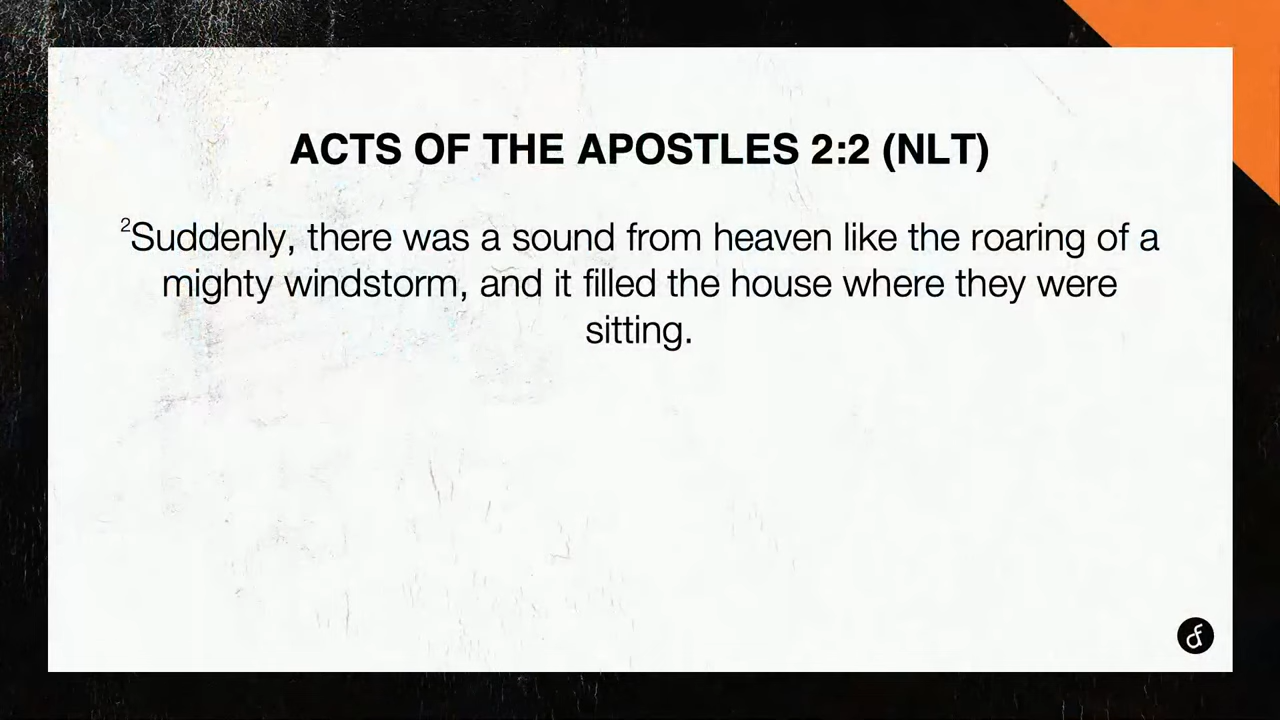 ACTS OF THE APOSTLES 2:2 (NLT)
²Suddenly, there was a sound from heaven like the roaring of a
mighty windstorm, and it filled the house where they were
sitting.